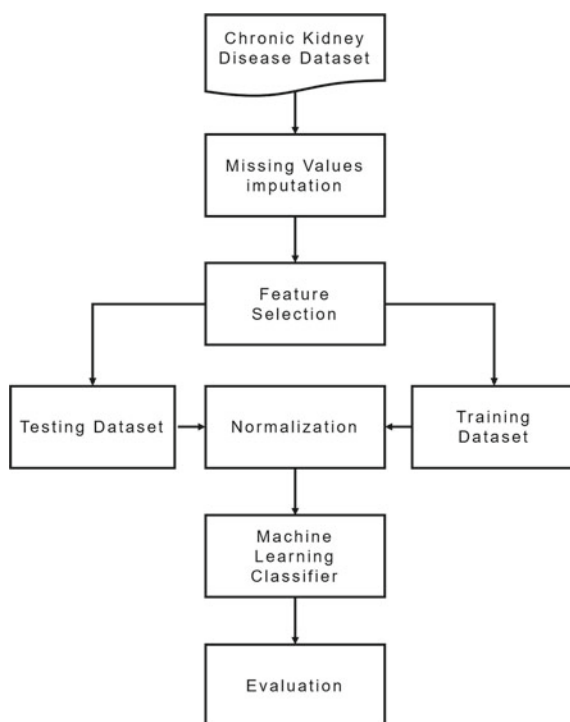 Chronic Kidney
Disease Dataset
Missing Values
imputation
Feature
Selection
Testing Dataset
Normalization
Training
Dataset
Machine
Learning
Classifier
Evaluation